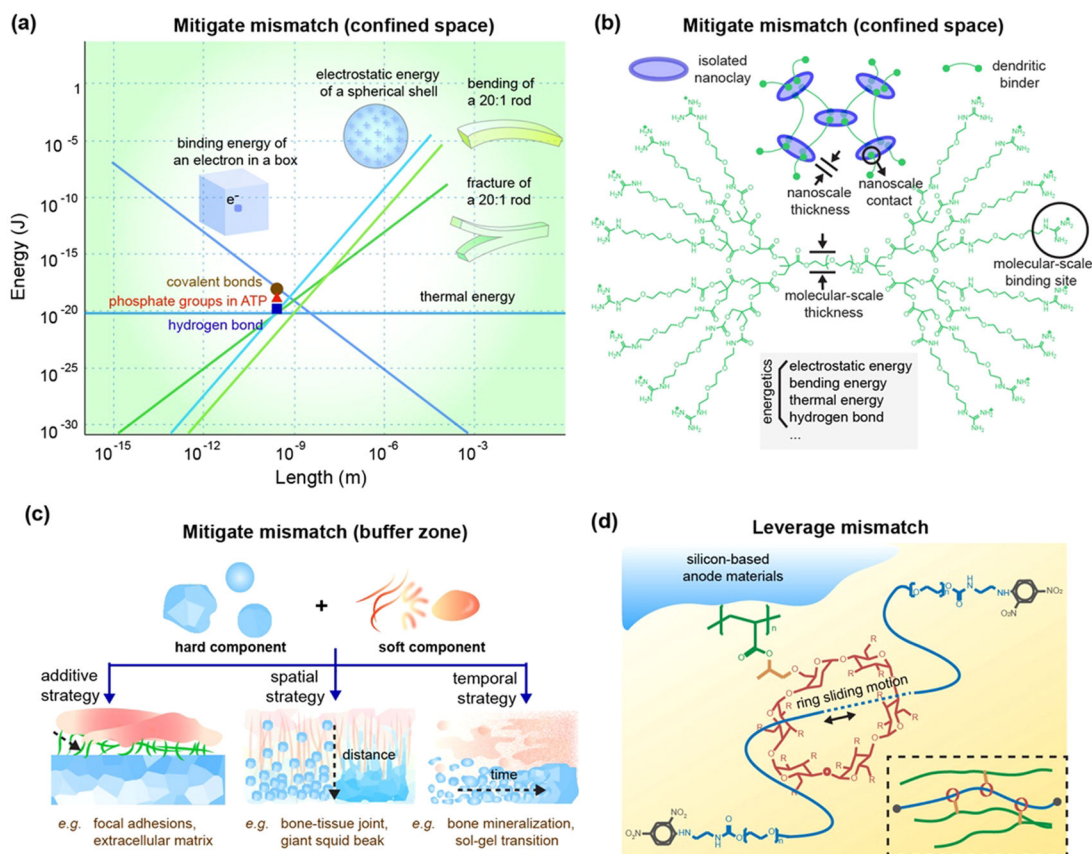 (a)
Mitigate mismatch (confined space)
Energy (J)
1
10⁻⁵
10⁻¹⁰
10⁻¹⁵
10⁻²⁰
10⁻²⁵
10⁻³⁰
10⁻¹⁵
10⁻¹²
10⁻⁹
10⁻⁶
10⁻³
Length (m)
electrostatic energy
of a spherical shell
bending of
a 20:1 rod
binding energy of
an electron in a box
e⁻
fracture of
a 20:1 rod
covalent bonds
phosphate groups in ATP
hydrogen bond
thermal energy
(b)
Mitigate mismatch (confined space)
isolated
nanoclay
dendritic
binder
nanoscale
thickness
nanoscale
contact
molecular-scale
binding site
242
molecular-scale
thickness
energetics
electrostatic energy
bending energy
thermal energy
hydrogen bond
...
(c)
Mitigate mismatch (buffer zone)
+
hard component
soft component
additive
strategy
spatial
strategy
temporal
strategy
distance
time
e.g. focal adhesions,
extracellular matrix
e.g. bone-tissue joint,
giant squid beak
e.g. bone mineralization,
sol-gel transition
(d)
Leverage mismatch
silicon-based
anode materials
ring sliding motion
NO₂
O₂N